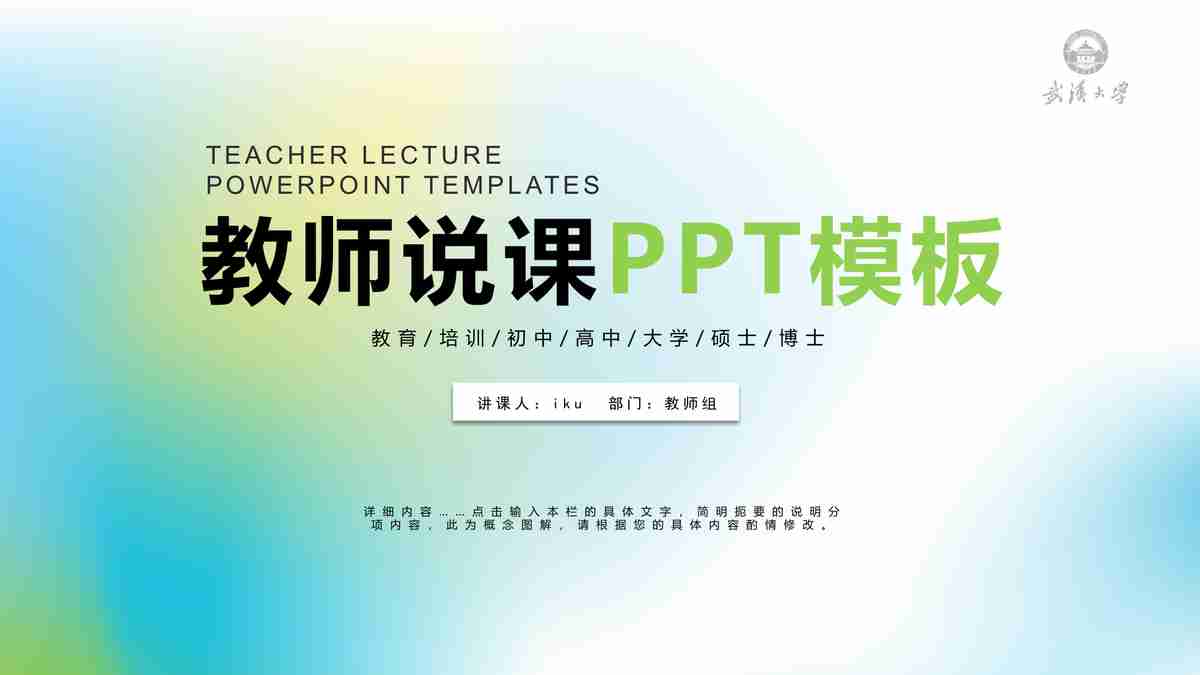 武汉大学
TEACHER LECTURE
POWERPOINT TEMPLATES
教师说课PPT模板
教育/培训/初中/高中/大学/硕士/博士
讲课人：iku 部门：教师组
详细内容……点击输入本栏的具体文字，简明扼要的说明分
项内容，此为概念图解，请根据您的具体内容酌情修改。